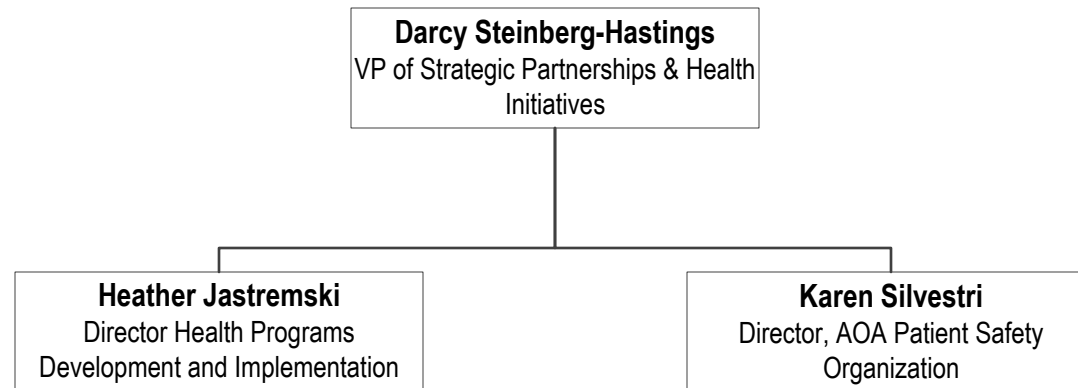 Darcy Steinberg-Hastings
VP of Strategic Partnerships & Health
Initiatives
Heather Jastremski
Director Health Programs
Development and Implementation
Karen Silvestri
Director, AOA Patient Safety
Organization